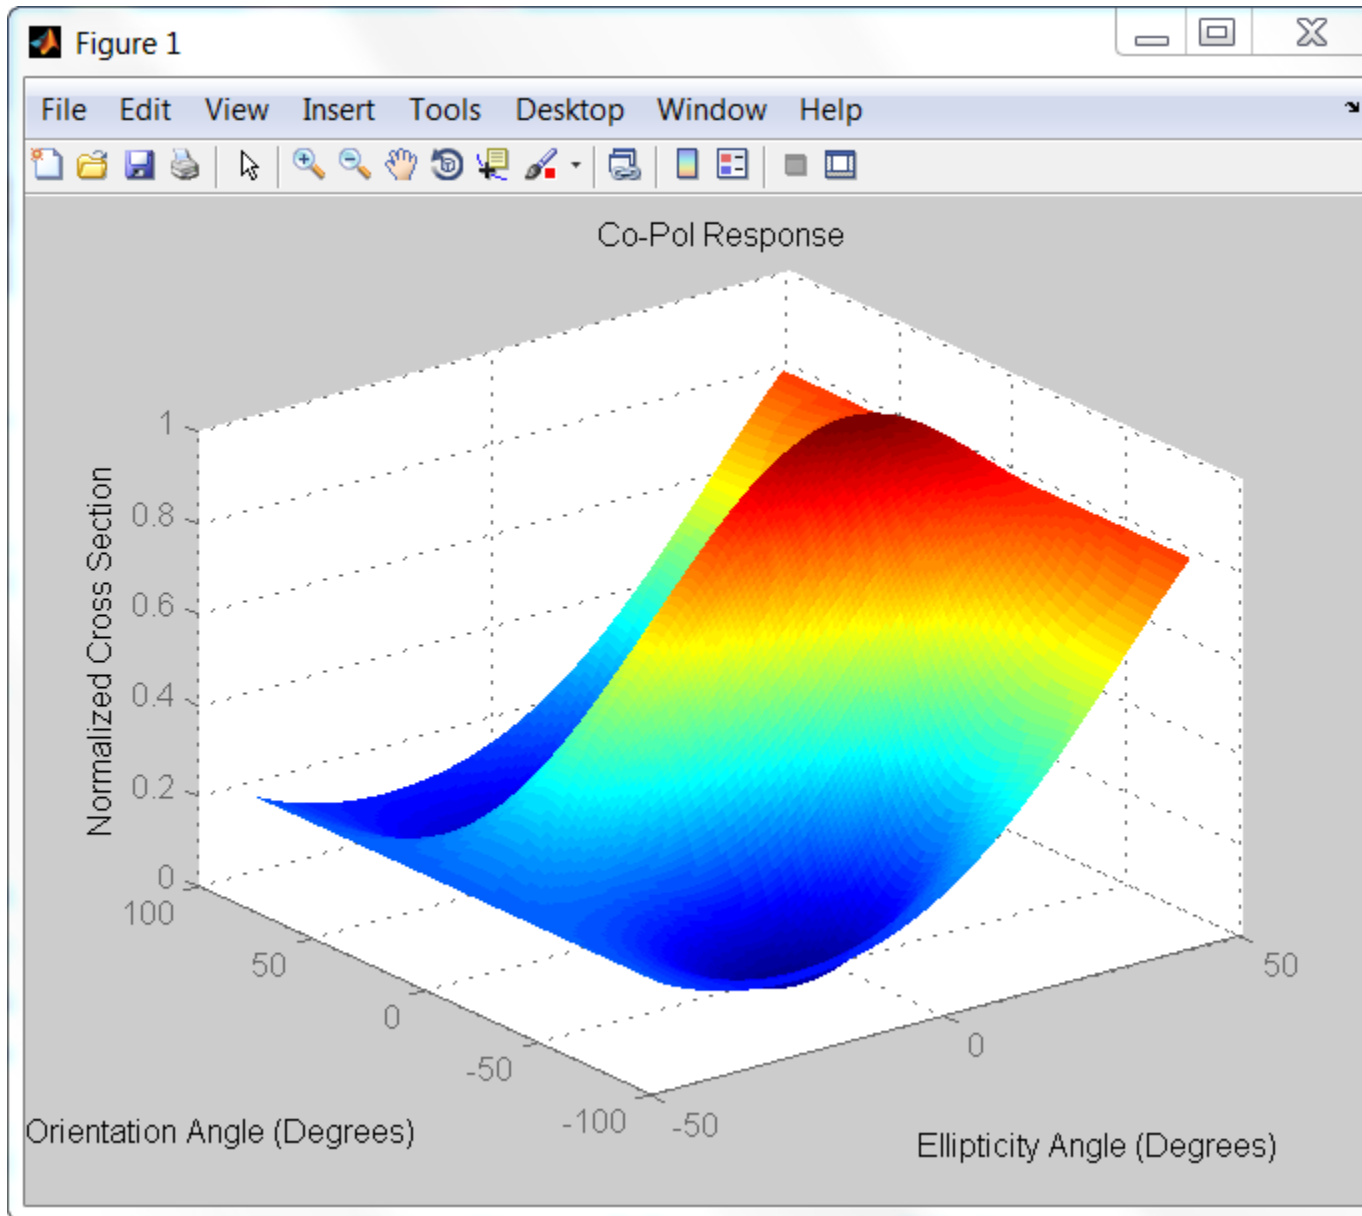 Figure 1
File Edit View Insert Tools Desktop Window Help
Co-Pol Response
Normalized Cross Section
1
0.8
0.6
0.4
0.2
0
100
50
0
-50
-100
-50
0
50
Orientation Angle (Degrees)
Ellipticity Angle (Degrees)